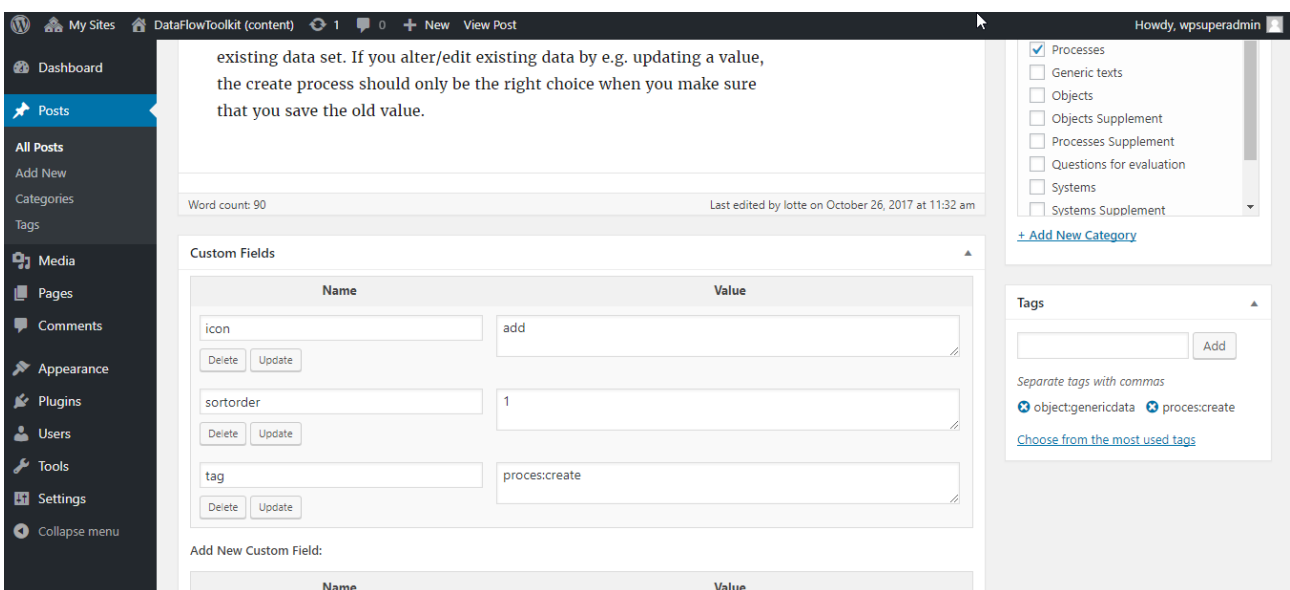 My Sites DataFlowToolkit (content) 1 0 New View Post Howdy, wpsuperadmin
Dashboard
Posts
All Posts
Add New
Categories
Tags
Media
Pages
Comments
Appearance
Plugins
Users
Tools
Settings
Collapse menu
existing data set. If you alter/edit existing data by e.g. updating a value,
the create process should only be the right choice when you make sure
that you save the old value.
Word count: 90 Last edited by lotte on October 26, 2017 at 11:32 am
Custom Fields
Name Value
icon add
Delete Update
sortorder 1
Delete Update
tag proces:create
Delete Update
Add New Custom Field:
Name Value
Processes
Generic texts
Objects
Objects Supplement
Processes Supplement
Questions for evaluation
Systems
Systems Supplement
+ Add New Category
Tags
Add
Separate tags with commas
object:genericdata proces:create
Choose from the most used tags